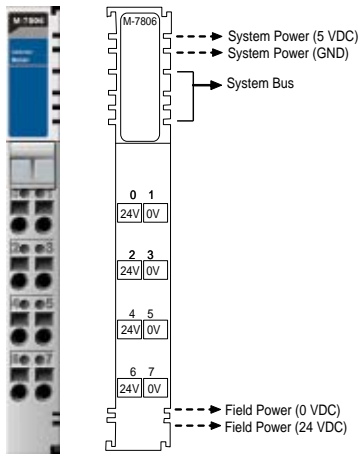 M-7806
M-7806
System Power (5 VDC)
System Power (GND)
System Bus
0 1
24V 0V
2 3
24V 0V
4 5
24V 0V
6 7
24V 0V
Field Power (0 VDC)
Field Power (24 VDC)